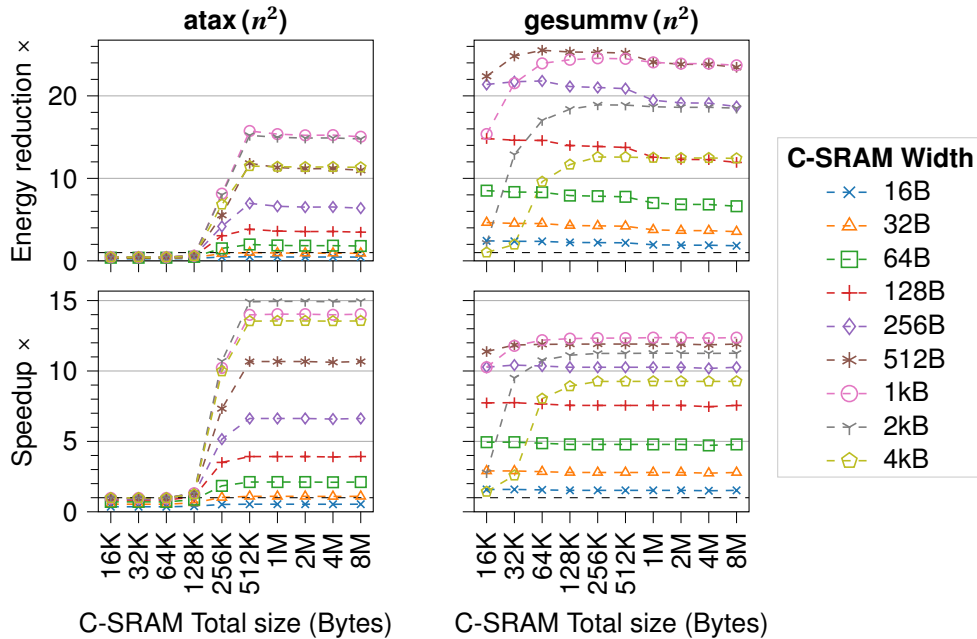 atax (n²)
gesummv (n²)
Energy reduction ×
20
10
0
Speedup ×
15
10
5
0
16K
32K
64K
128K
256K
512K
1M
2M
4M
8M
16K
32K
64K
128K
256K
512K
1M
2M
4M
8M
C-SRAM Total size (Bytes)
C-SRAM Total size (Bytes)
C-SRAM Width
16B
32B
64B
128B
256B
512B
1kB
2kB
4kB